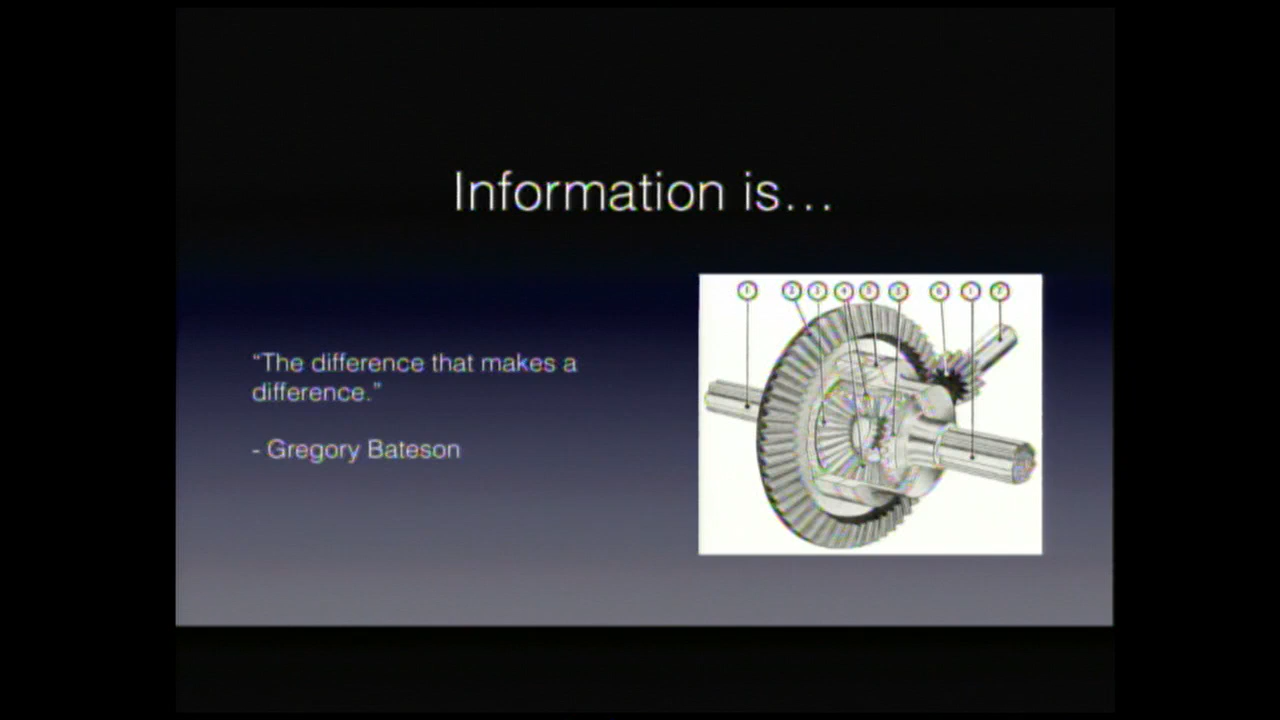 Information is...
“The difference that makes a
difference.”
- Gregory Bateson